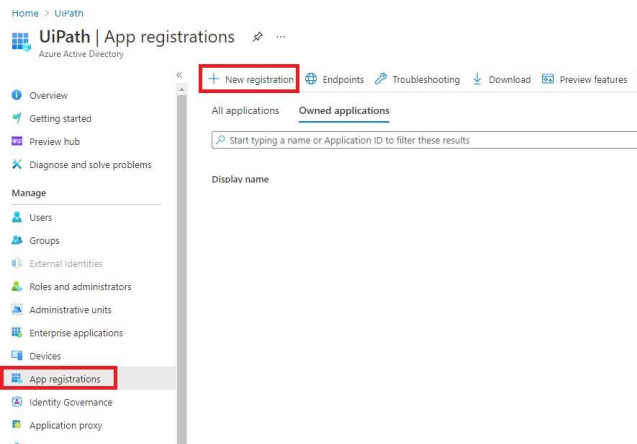 Home > UiPath
UiPath | App registrations
Azure Active Directory
New registration Endpoints Troubleshooting Download Preview features
Overview
Getting started
Preview hub
Diagnose and solve problems
Manage
Users
Groups
External Identities
Roles and administrators
Administrative units
Enterprise applications
Devices
App registrations
Identity Governance
Application proxy
All applications Owned applications
Start typing a name or Application ID to filter these results
Display name